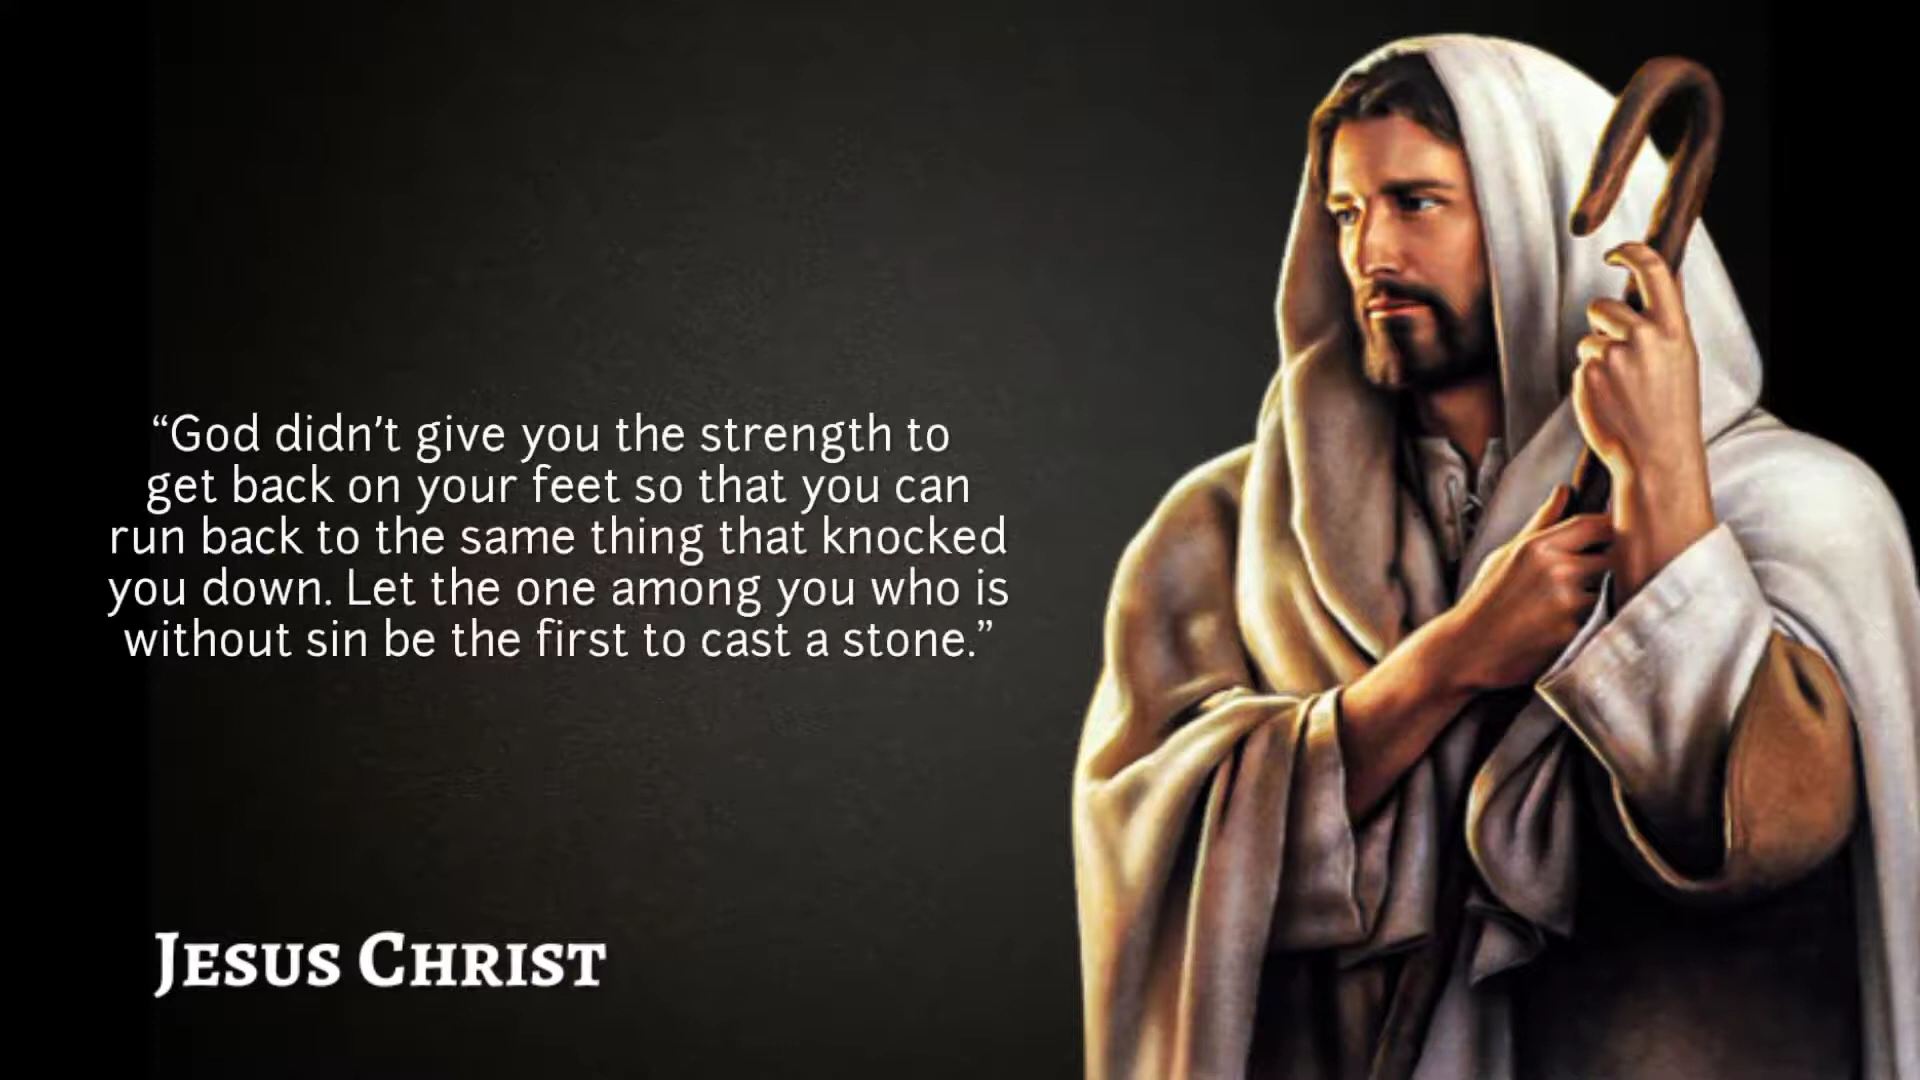 “God didn’t give you the strength to
get back on your feet so that you can
run back to the same thing that knocked
you down. Let the one among you who is
without sin be the first to cast a stone.”
Jesus Christ